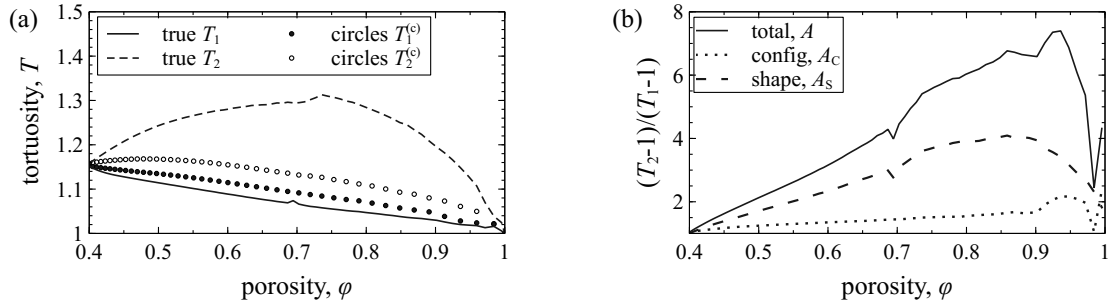 (a)
tortuosity, T
1.5
1.4
1.3
1.2
1.1
1
true T₁
true T₂
circles T₁⁽ᶜ⁾
circles T₂⁽ᶜ⁾
0.4 0.5 0.6 0.7 0.8 0.9 1
porosity, φ
(b)
(T₂-1)/(T₁-1)
8
6
4
2
total, A
config, A_C
shape, A_S
0.4 0.5 0.6 0.7 0.8 0.9 1
porosity, φ